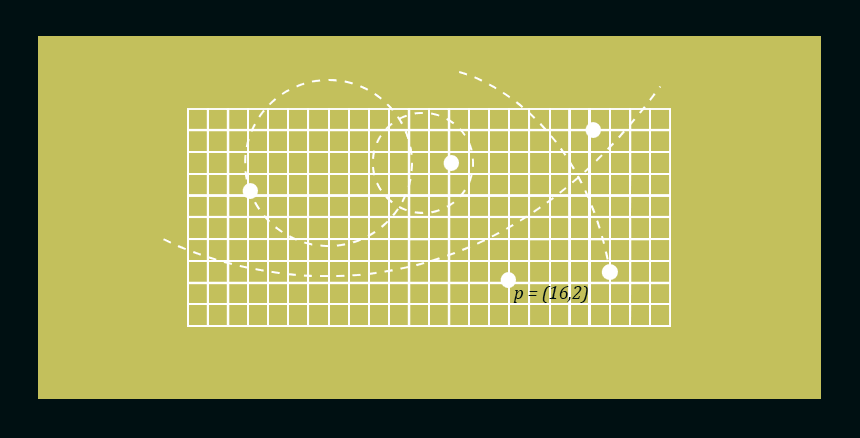 p = (16,2)